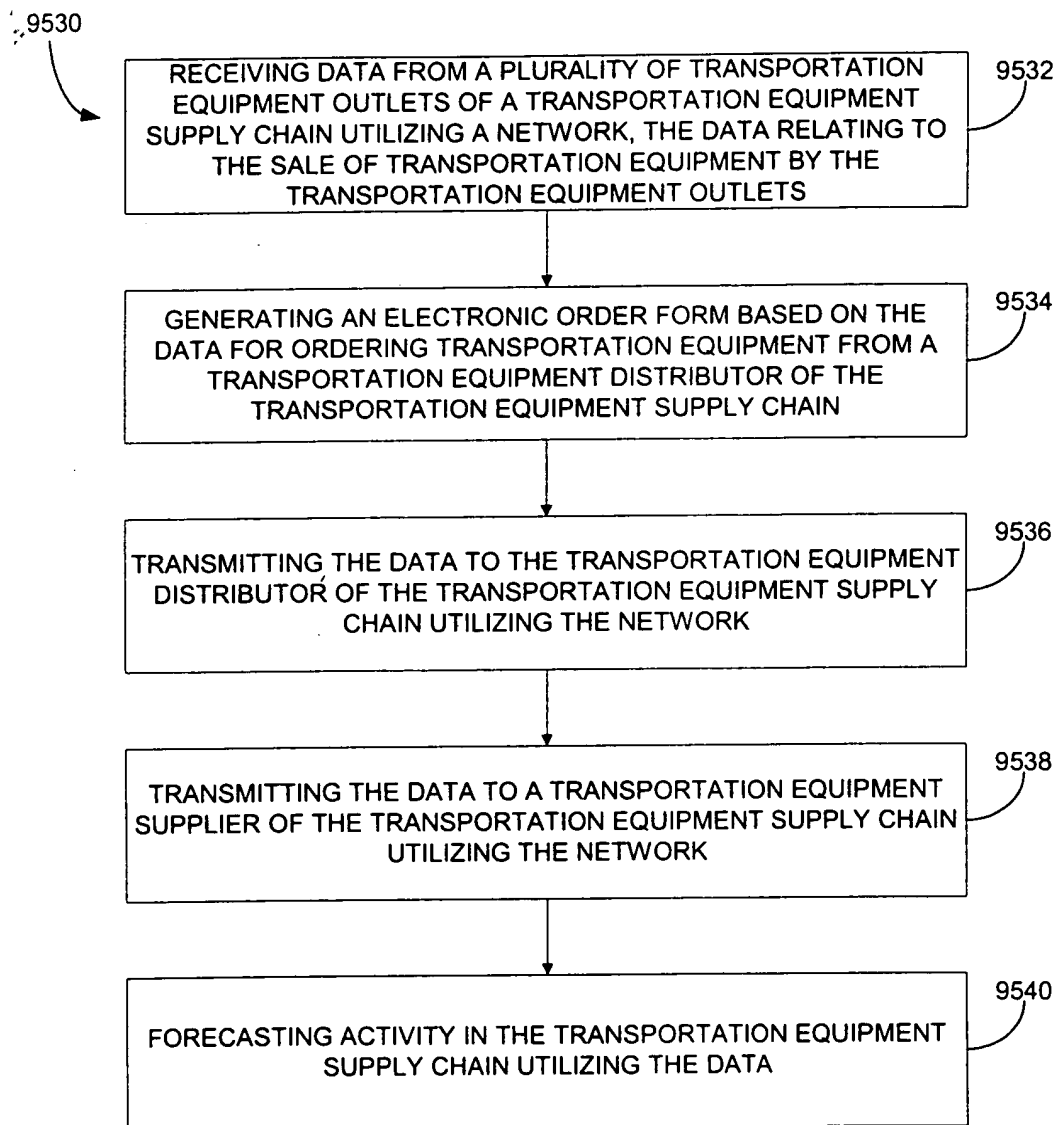 9530
RECEIVING DATA FROM A PLURALITY OF TRANSPORTATION
EQUIPMENT OUTLETS OF A TRANSPORTATION EQUIPMENT
SUPPLY CHAIN UTILIZING A NETWORK, THE DATA RELATING TO
THE SALE OF TRANSPORTATION EQUIPMENT BY THE
TRANSPORTATION EQUIPMENT OUTLETS
9532
GENERATING AN ELECTRONIC ORDER FORM BASED ON THE
DATA FOR ORDERING TRANSPORTATION EQUIPMENT FROM A
TRANSPORTATION EQUIPMENT DISTRIBUTOR OF THE
TRANSPORTATION EQUIPMENT SUPPLY CHAIN
9534
TRANSMITTING THE DATA TO THE TRANSPORTATION EQUIPMENT
DISTRIBUTOR OF THE TRANSPORTATION EQUIPMENT SUPPLY
CHAIN UTILIZING THE NETWORK
9536
TRANSMITTING THE DATA TO A TRANSPORTATION EQUIPMENT
SUPPLIER OF THE TRANSPORTATION EQUIPMENT SUPPLY CHAIN
UTILIZING THE NETWORK
9538
FORECASTING ACTIVITY IN THE TRANSPORTATION EQUIPMENT
SUPPLY CHAIN UTILIZING THE DATA
9540